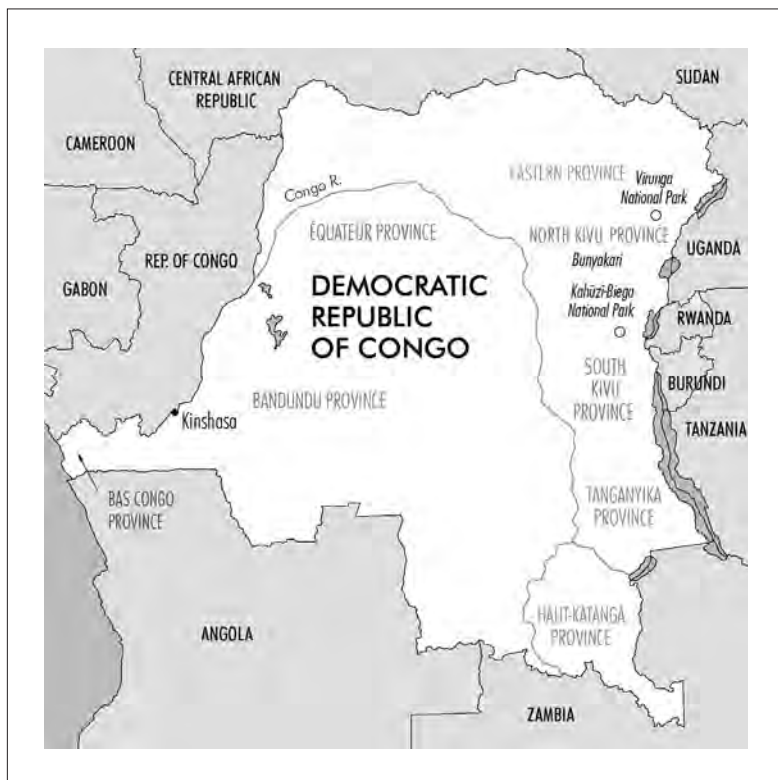 CENTRAL AFRICAN
REPUBLIC
SUDAN
CAMEROON
Congo R.
EASTERN PROVINCE
Virunga
National Park
ÉQUATEUR PROVINCE
NORTH KIVU PROVINCE
REP. OF CONGO
UGANDA
Bunyakari
GABON
DEMOCRATIC
REPUBLIC
OF CONGO
Kahüzi-Biega
National Park
RWANDA
SOUTH
KIVU
PROVINCE
BURUNDI
BANDUNDU PROVINCE
Kinshasa
TANZANIA
BAS CONGO
PROVINCE
TANGANYIKA
PROVINCE
HAUT-KATANGA
PROVINCE
ANGOLA
ZAMBIA